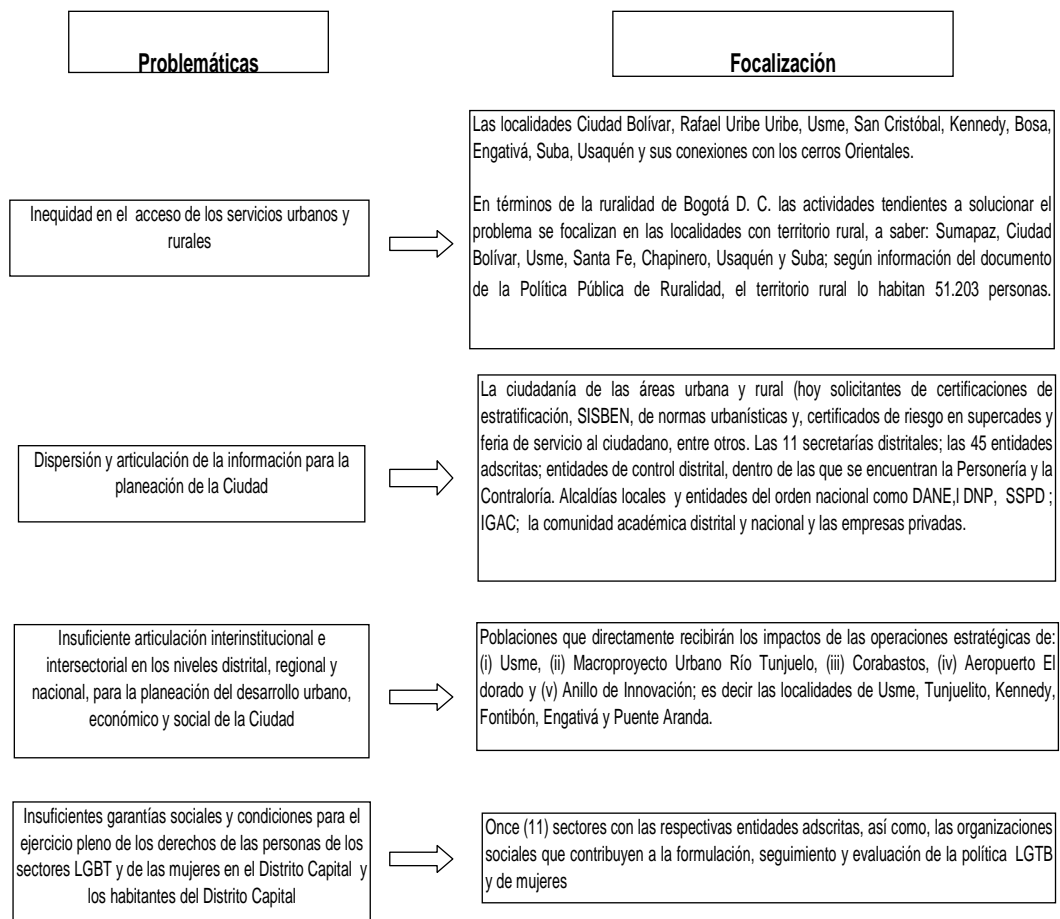 Problemáticas
Focalización
Inequidad en el acceso de los servicios urbanos y
rurales
Las localidades Ciudad Bolívar, Rafael Uribe Uribe, Usme, San Cristóbal, Kennedy, Bosa,
Engativá, Suba, Usaquén y sus conexiones con los cerros Orientales.
En términos de la ruralidad de Bogotá D. C. las actividades tendientes a solucionar el
problema se focalizan en las localidades con territorio rural, a saber: Sumapaz, Ciudad
Bolívar, Usme, Santa Fe, Chapinero, Usaquén y Suba; según información del documento
de la Política Pública de Ruralidad, el territorio rural lo habitan 51.203 personas.
Dispersión y articulación de la información para la
planeación de la Ciudad
La ciudadanía de las áreas urbana y rural (hoy solicitantes de certificaciones de
estratificación, SISBEN, de normas urbanísticas y, certificados de riesgo en supercades y
feria de servicio al ciudadano, entre otros. Las 11 secretarías distritales; las 45 entidades
adscritas; entidades de control distrital, dentro de las que se encuentran la Personería y la
Contraloría. Alcaldías locales y entidades del orden nacional como DANE,I DNP, SSPD ;
IGAC; la comunidad académica distrital y nacional y las empresas privadas.
Insuficiente articulación interinstitucional e
intersectorial en los niveles distrital, regional y
nacional, para la planeación del desarrollo urbano,
económico y social de la Ciudad
Poblaciones que directamente recibirán los impactos de las operaciones estratégicas de:
(i) Usme, (ii) Macroproyecto Urbano Río Tunjuelo, (iii) Corabastos, (iv) Aeropuerto El
dorado y (v) Anillo de Innovación; es decir las localidades de Usme, Tunjuelito, Kennedy,
Fontibón, Engativá y Puente Aranda.
Insuficientes garantías sociales y condiciones para el
ejercicio pleno de los derechos de las personas de los
sectores LGBT y de las mujeres en el Distrito Capital y
los habitantes del Distrito Capital
Once (11) sectores con las respectivas entidades adscritas, así como, las organizaciones
sociales que contribuyen a la formulación, seguimiento y evaluación de la política LGTB
y de mujeres